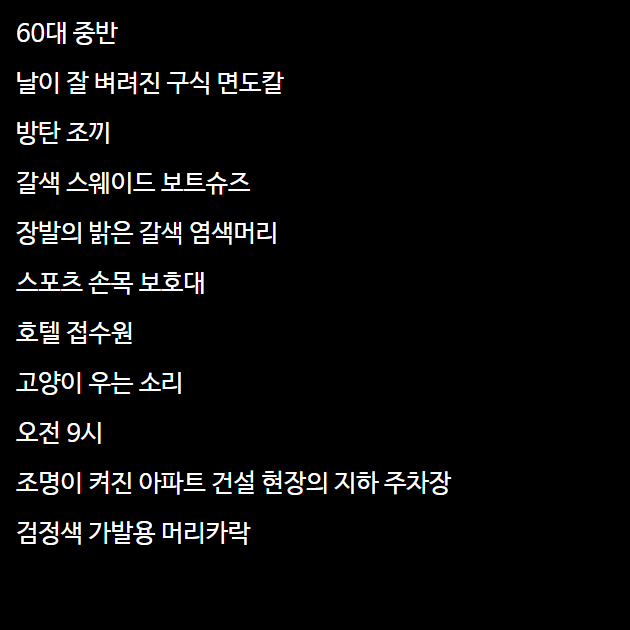 60대 중반
날이 잘 벼려진 구식 면도칼
방탄 조끼
갈색 스웨이드 보트슈즈
장발의 밝은 갈색 염색머리
스포츠 손목 보호대
호텔 접수원
고양이 우는 소리
오전 9시
조명이 켜진 아파트 건설 현장의 지하 주차장
검정색 가발용 머리카락